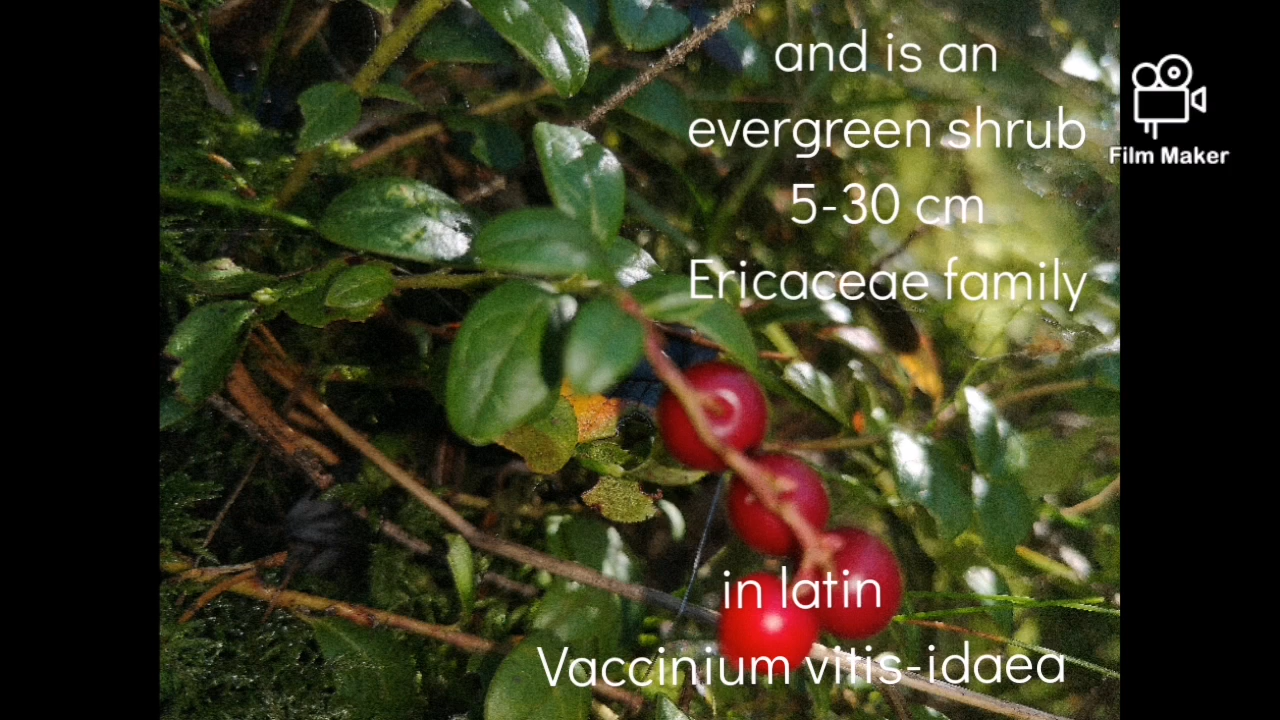 and is an
evergreen shrub
5-30 cm
Ericaceae family
Film Maker
in latin
Vaccinium vitis-idaea